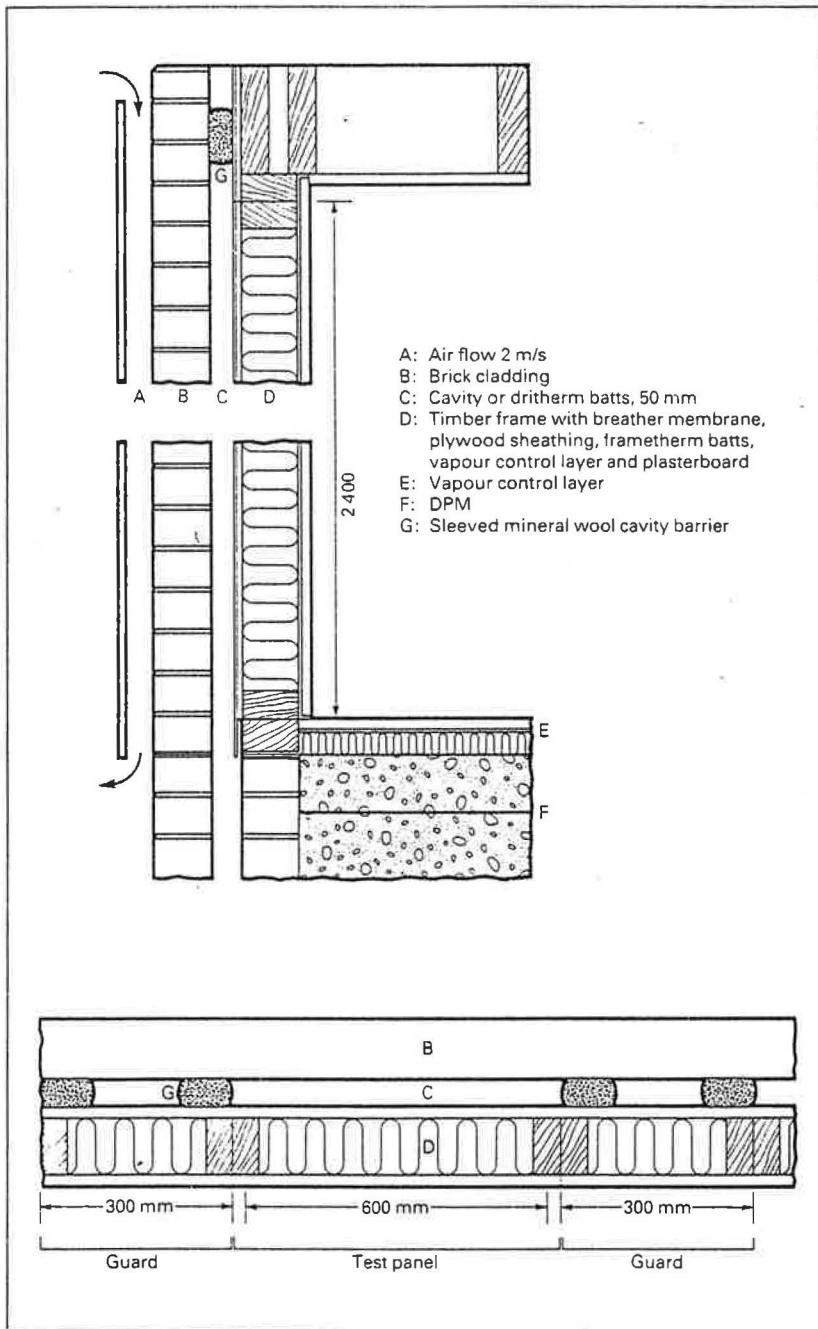 G
A: Air flow 2 m/s
B: Brick cladding
C: Cavity or dritherm batts, 50 mm
D: Timber frame with breather membrane,
plywood sheathing, frametherm batts,
vapour control layer and plasterboard
E: Vapour control layer
F: DPM
G: Sleeved mineral wool cavity barrier
A B C D
2400
E
F
B
G C
D
300 mm 600 mm 300 mm
Guard Test panel Guard